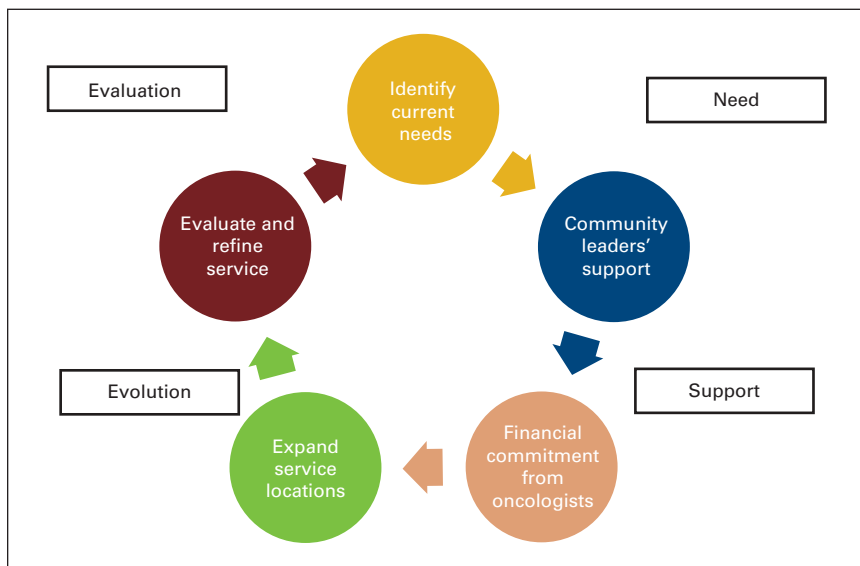 Evaluation
Identify
current
needs
Need
Evaluate and
refine
service
Community
leaders’
support
Evolution
Support
Expand
service
locations
Financial
commitment
from
oncologists